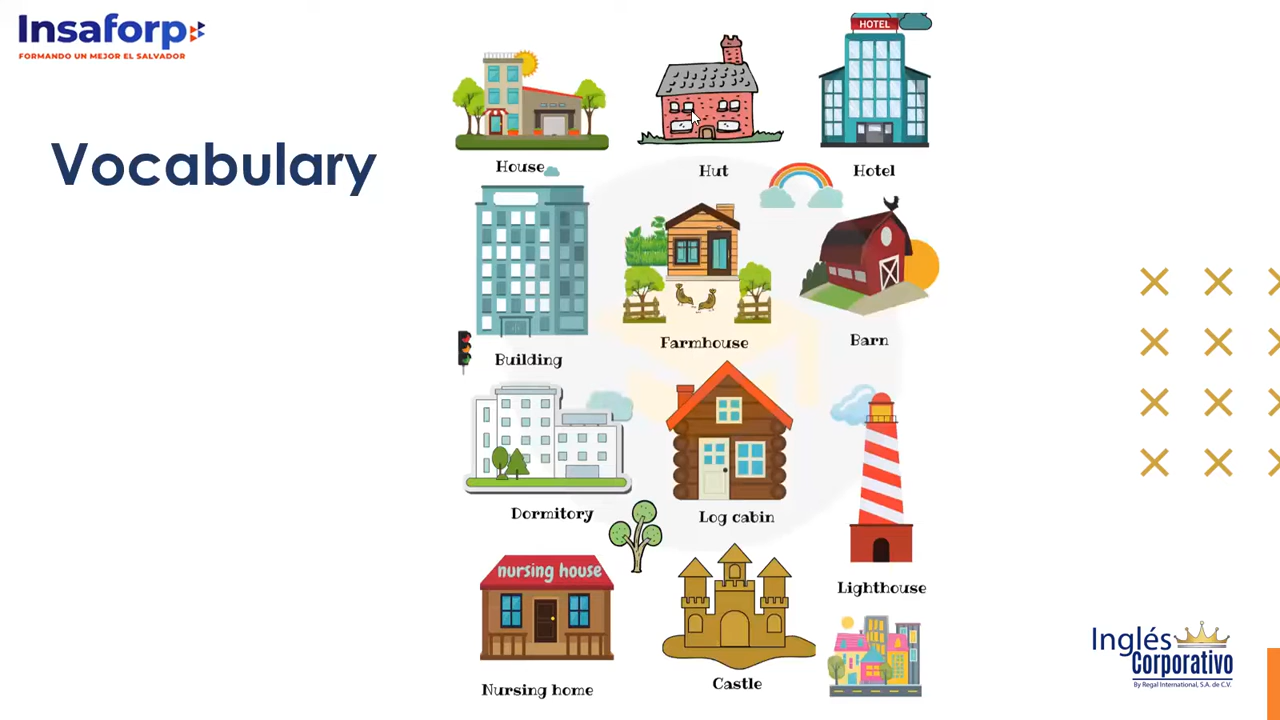 Insaforp
FORMANDO UN MEJOR EL SALVADOR
Vocabulary
HOTEL
House
Hut
Hotel
Building
Farmhouse
Barn
Dormitory
Log cabin
Lighthouse
nursing house
Nursing home
Castle
Inglés
Corporativo
By Regal International, S.A. de C.V.